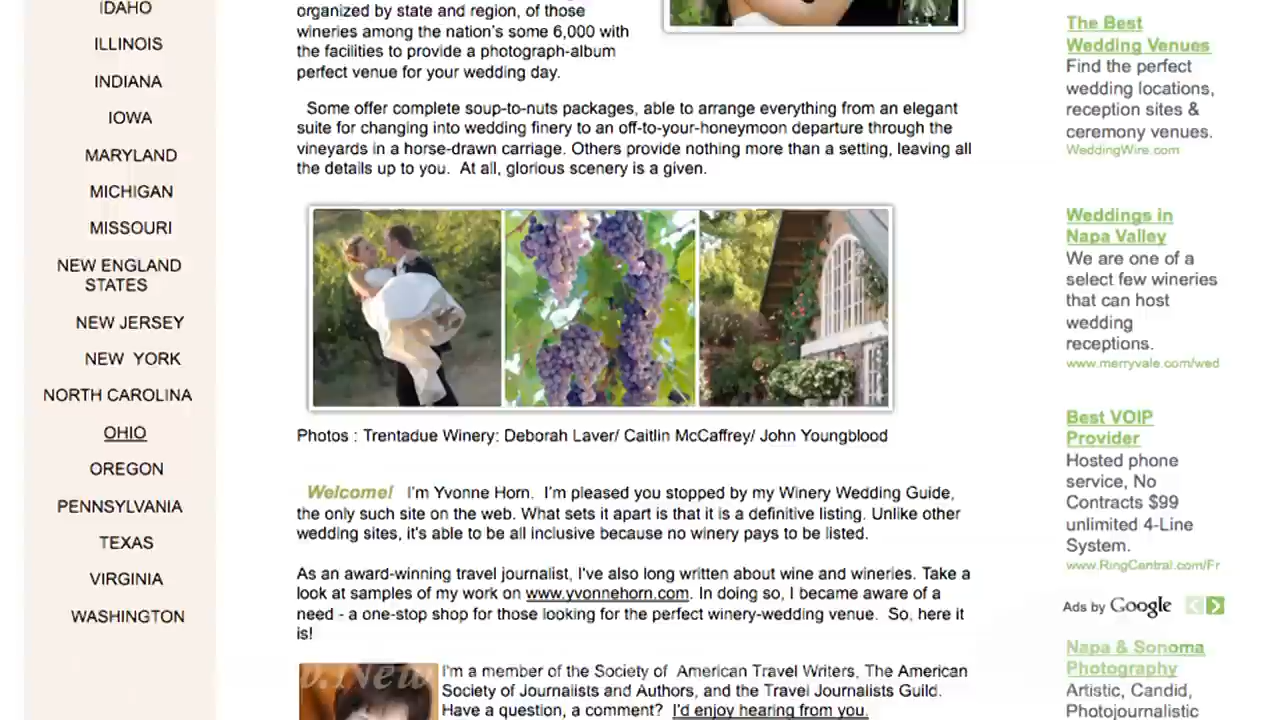 IDAHO
ILLINOIS
INDIANA
IOWA
MARYLAND
MICHIGAN
MISSOURI
NEW ENGLAND
STATES
NEW JERSEY
NEW YORK
NORTH CAROLINA
OHIO
OREGON
PENNSYLVANIA
TEXAS
VIRGINIA
WASHINGTON
organized by state and region, of those
wineries among the nation's some 6,000 with
the facilities to provide a photograph-album
perfect venue for your wedding day.
Some offer complete soup-to-nuts packages, able to arrange everything from an elegant
suite for changing into wedding finery to an off-to-your-honeymoon departure through the
vineyards in a horse-drawn carriage. Others provide nothing more than a setting, leaving all
the details up to you. At all, glorious scenery is a given.
Photos : Trentadue Winery: Deborah Laver/ Caitlin McCaffrey/ John Youngblood
Welcome! I'm Yvonne Horn. I'm pleased you stopped by my Winery Wedding Guide,
the only such site on the web. What sets it apart is that it is a definitive listing. Unlike other
wedding sites, it's able to be all inclusive because no winery pays to be listed.
As an award-winning travel journalist, I've also long written about wine and wineries. Take a
look at samples of my work on www.yvonnehorn.com. In doing so, I became aware of a
need - a one-stop shop for those looking for the perfect winery-wedding venue. So, here it
is!
I'm a member of the Society of American Travel Writers, The American
Society of Journalists and Authors, and the Travel Journalists Guild.
Have a question, a comment? I'd enjoy hearing from you.
The Best
Wedding Venues
Find the perfect
wedding locations,
reception sites &
ceremony venues.
WeddingWire.com
Weddings in
Napa Valley
We are one of a
select few wineries
that can host
wedding
receptions.
www.merryvale.com/wed
Best VOIP
Provider
Hosted phone
service, No
Contracts $99
unlimited 4-Line
System.
www.RingCentral.com/Fr
Ads by Google
Napa & Sonoma
Photography
Artistic, Candid,
Photojournalistic